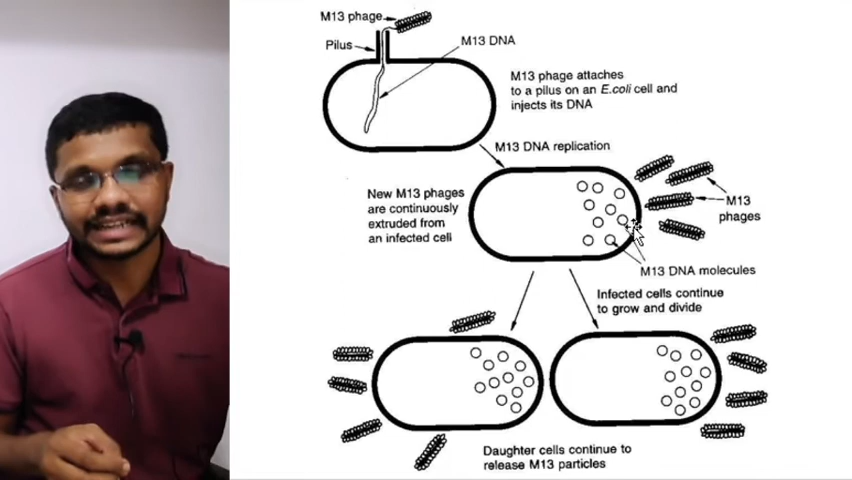 M13 phage
Pilus
M13 DNA
M13 phage attaches
to a pilus on an E.coli cell and
injects its DNA
M13 DNA replication
New M13 phages
are continuously
extruded from
an infected cell
M13
phages
M13 DNA molecules
Infected cells continue
to grow and divide
Daughter cells continue to
release M13 particles